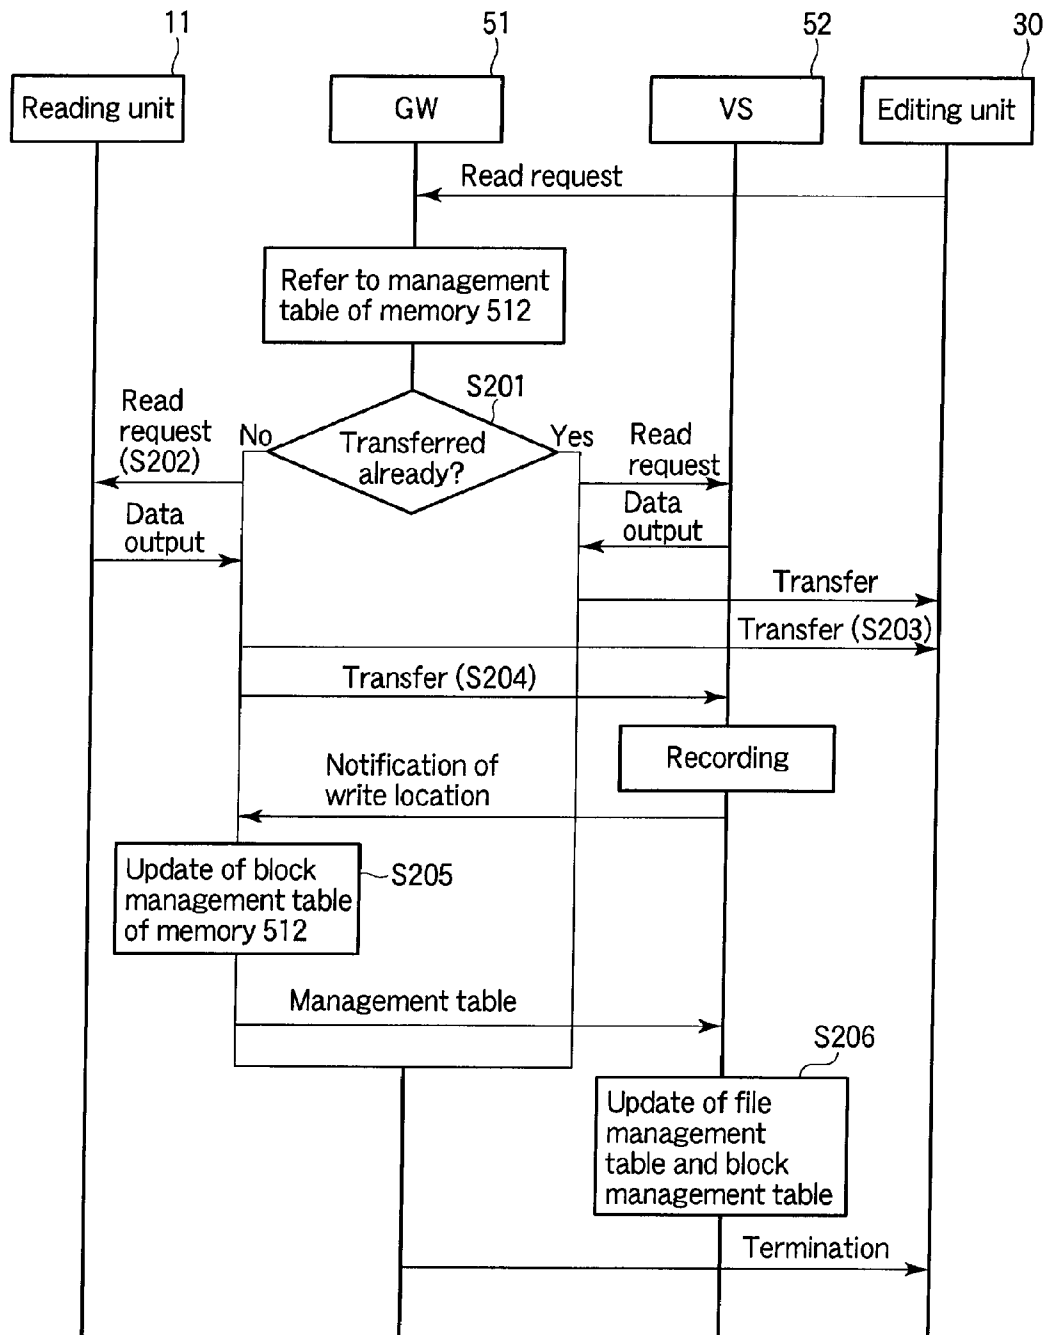 11
51
52
30
Reading unit
GW
VS
Editing unit
Read request
Refer to management
table of memory 512
S201
Transferred
already?
No
Yes
Read
request
(S202)
Read
request
Data
output
Data
output
Transfer
Transfer (S203)
Transfer (S204)
Recording
Notification of
write location
Update of block
management table
of memory 512
S205
Management table
S206
Update of file
management
table and block
management table
Termination